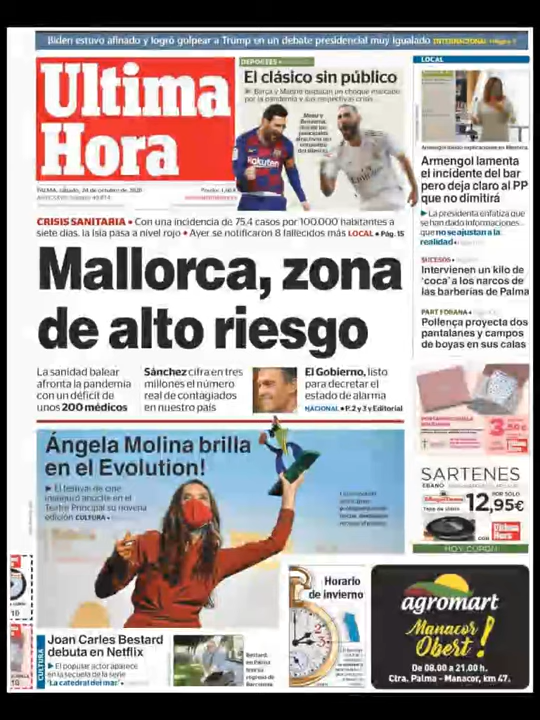 Biden estuvo afinado y logró golpear a Trump en un debate presidencial muy igualado INTERNACIONAL
Ultima
Hora
PALMA, sábado, 24 de octubre de 2020
DEPORTES
El clásico sin público
Barça y Madrid
un choque marcado
por la pandemia y sus respectivas crisis
Messi y
Benzema,
LOCAL
Armengol lamenta
el incidente del bar
pero deja claro al PP
que no dimitirá
La presidenta enfatiza que
se han dado informaciones
que no se ajustan a la
realidad
CRISIS SANITARIA • Con una incidencia de 75,4 casos por 100.000 habitantes a
siete días, la isla pasa a nivel rojo • Ayer se notificaron 8 fallecidos más LOCAL • Pág. 15
Mallorca, zona
de alto riesgo
La sanidad balear
afronta la pandemia
con un déficit de
unos 200 médicos
Sánchez cifra en tres
millones el número
real de contagiados
en nuestro país
El Gobierno, listo
para decretar el
estado de alarma
NACIONAL • P. 2 y 3 y Editorial
SUCESOS
Intervienen un kilo de
'coca' a los narcos de
las barberías de Palma
PART FORANA
Pollença proyecta dos
pantalanes y campos
de boyas en sus calas
Ángela Molina brilla
en el Evolution!
El festival de cine
inauguró anoche en el
Teatre Principal su novena
edición CULTURA
SARTENES
POR SOLO
12,95€
CON
Ultima
Hora
HOY CUPÓN
CULTURA
Joan Carles Bestard
debuta en Netflix
El popular actor aparece
en la secuela de la serie
'La catedral del mar'
Bestard,
en Palma
Horario
de invierno
agromart
Manacor
Obert!
De 08.00 a 21.00 h.
Ctra. Palma - Manacor, km 47.